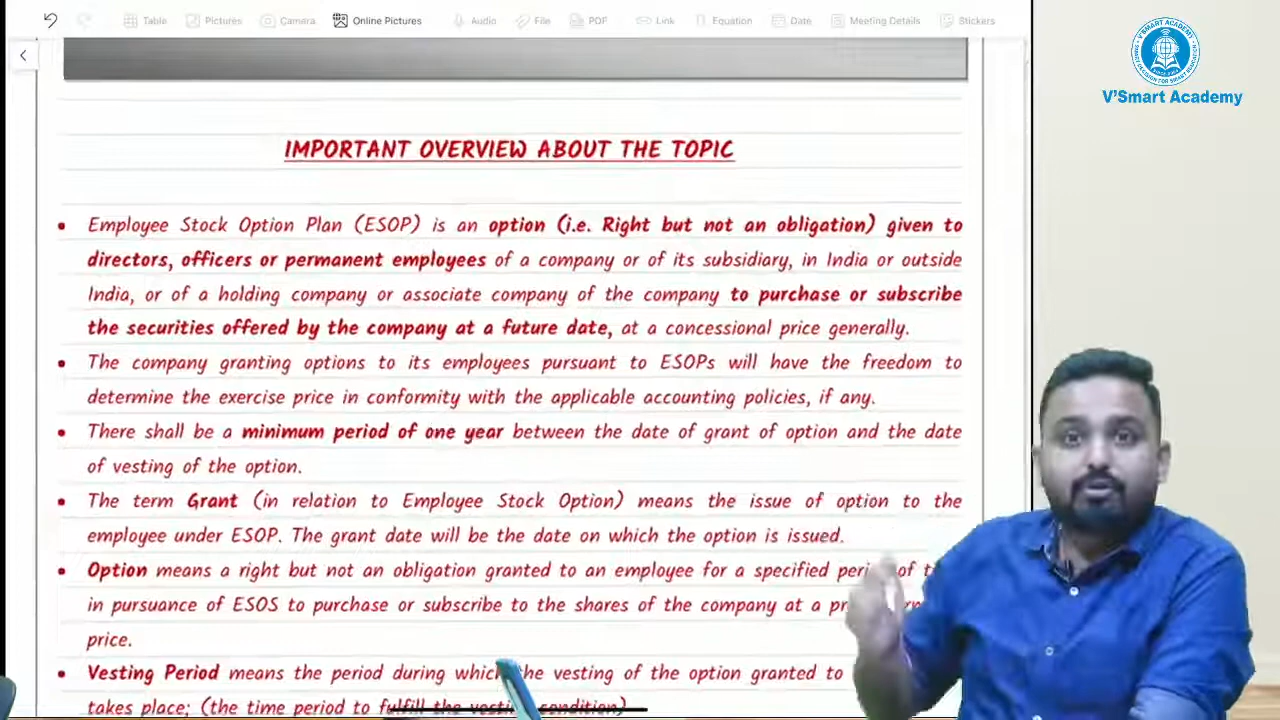 Table Pictures Camera Online Pictures Audio File PDF Link Equation Date Meeting Details Stickers
V'SMART ACADEMY
V'Smart Academy
IMPORTANT OVERVIEW ABOUT THE TOPIC
• Employee Stock Option Plan (ESOP) is an option (i.e. Right but not an obligation) given to
directors, officers or permanent employees of a company or of its subsidiary, in India or outside
India, or of a holding company or associate company of the company to purchase or subscribe
the securities offered by the company at a future date, at a concessional price generally.
• The company granting options to its employees pursuant to ESOPs will have the freedom to
determine the exercise price in conformity with the applicable accounting policies, if any.
• There shall be a minimum period of one year between the date of grant of option and the date
of vesting of the option.
• The term Grant (in relation to Employee Stock Option) means the issue of option to the
employee under ESOP. The grant date will be the date on which the option is issued.
• Option means a right but not an obligation granted to an employee for a specified of
in pursuance of ESOS to purchase or subscribe to the shares of the company at a
price.
• Vesting Period means the period during which the vesting of the option granted to
takes place; (the time period to fulfill the vesting condition)